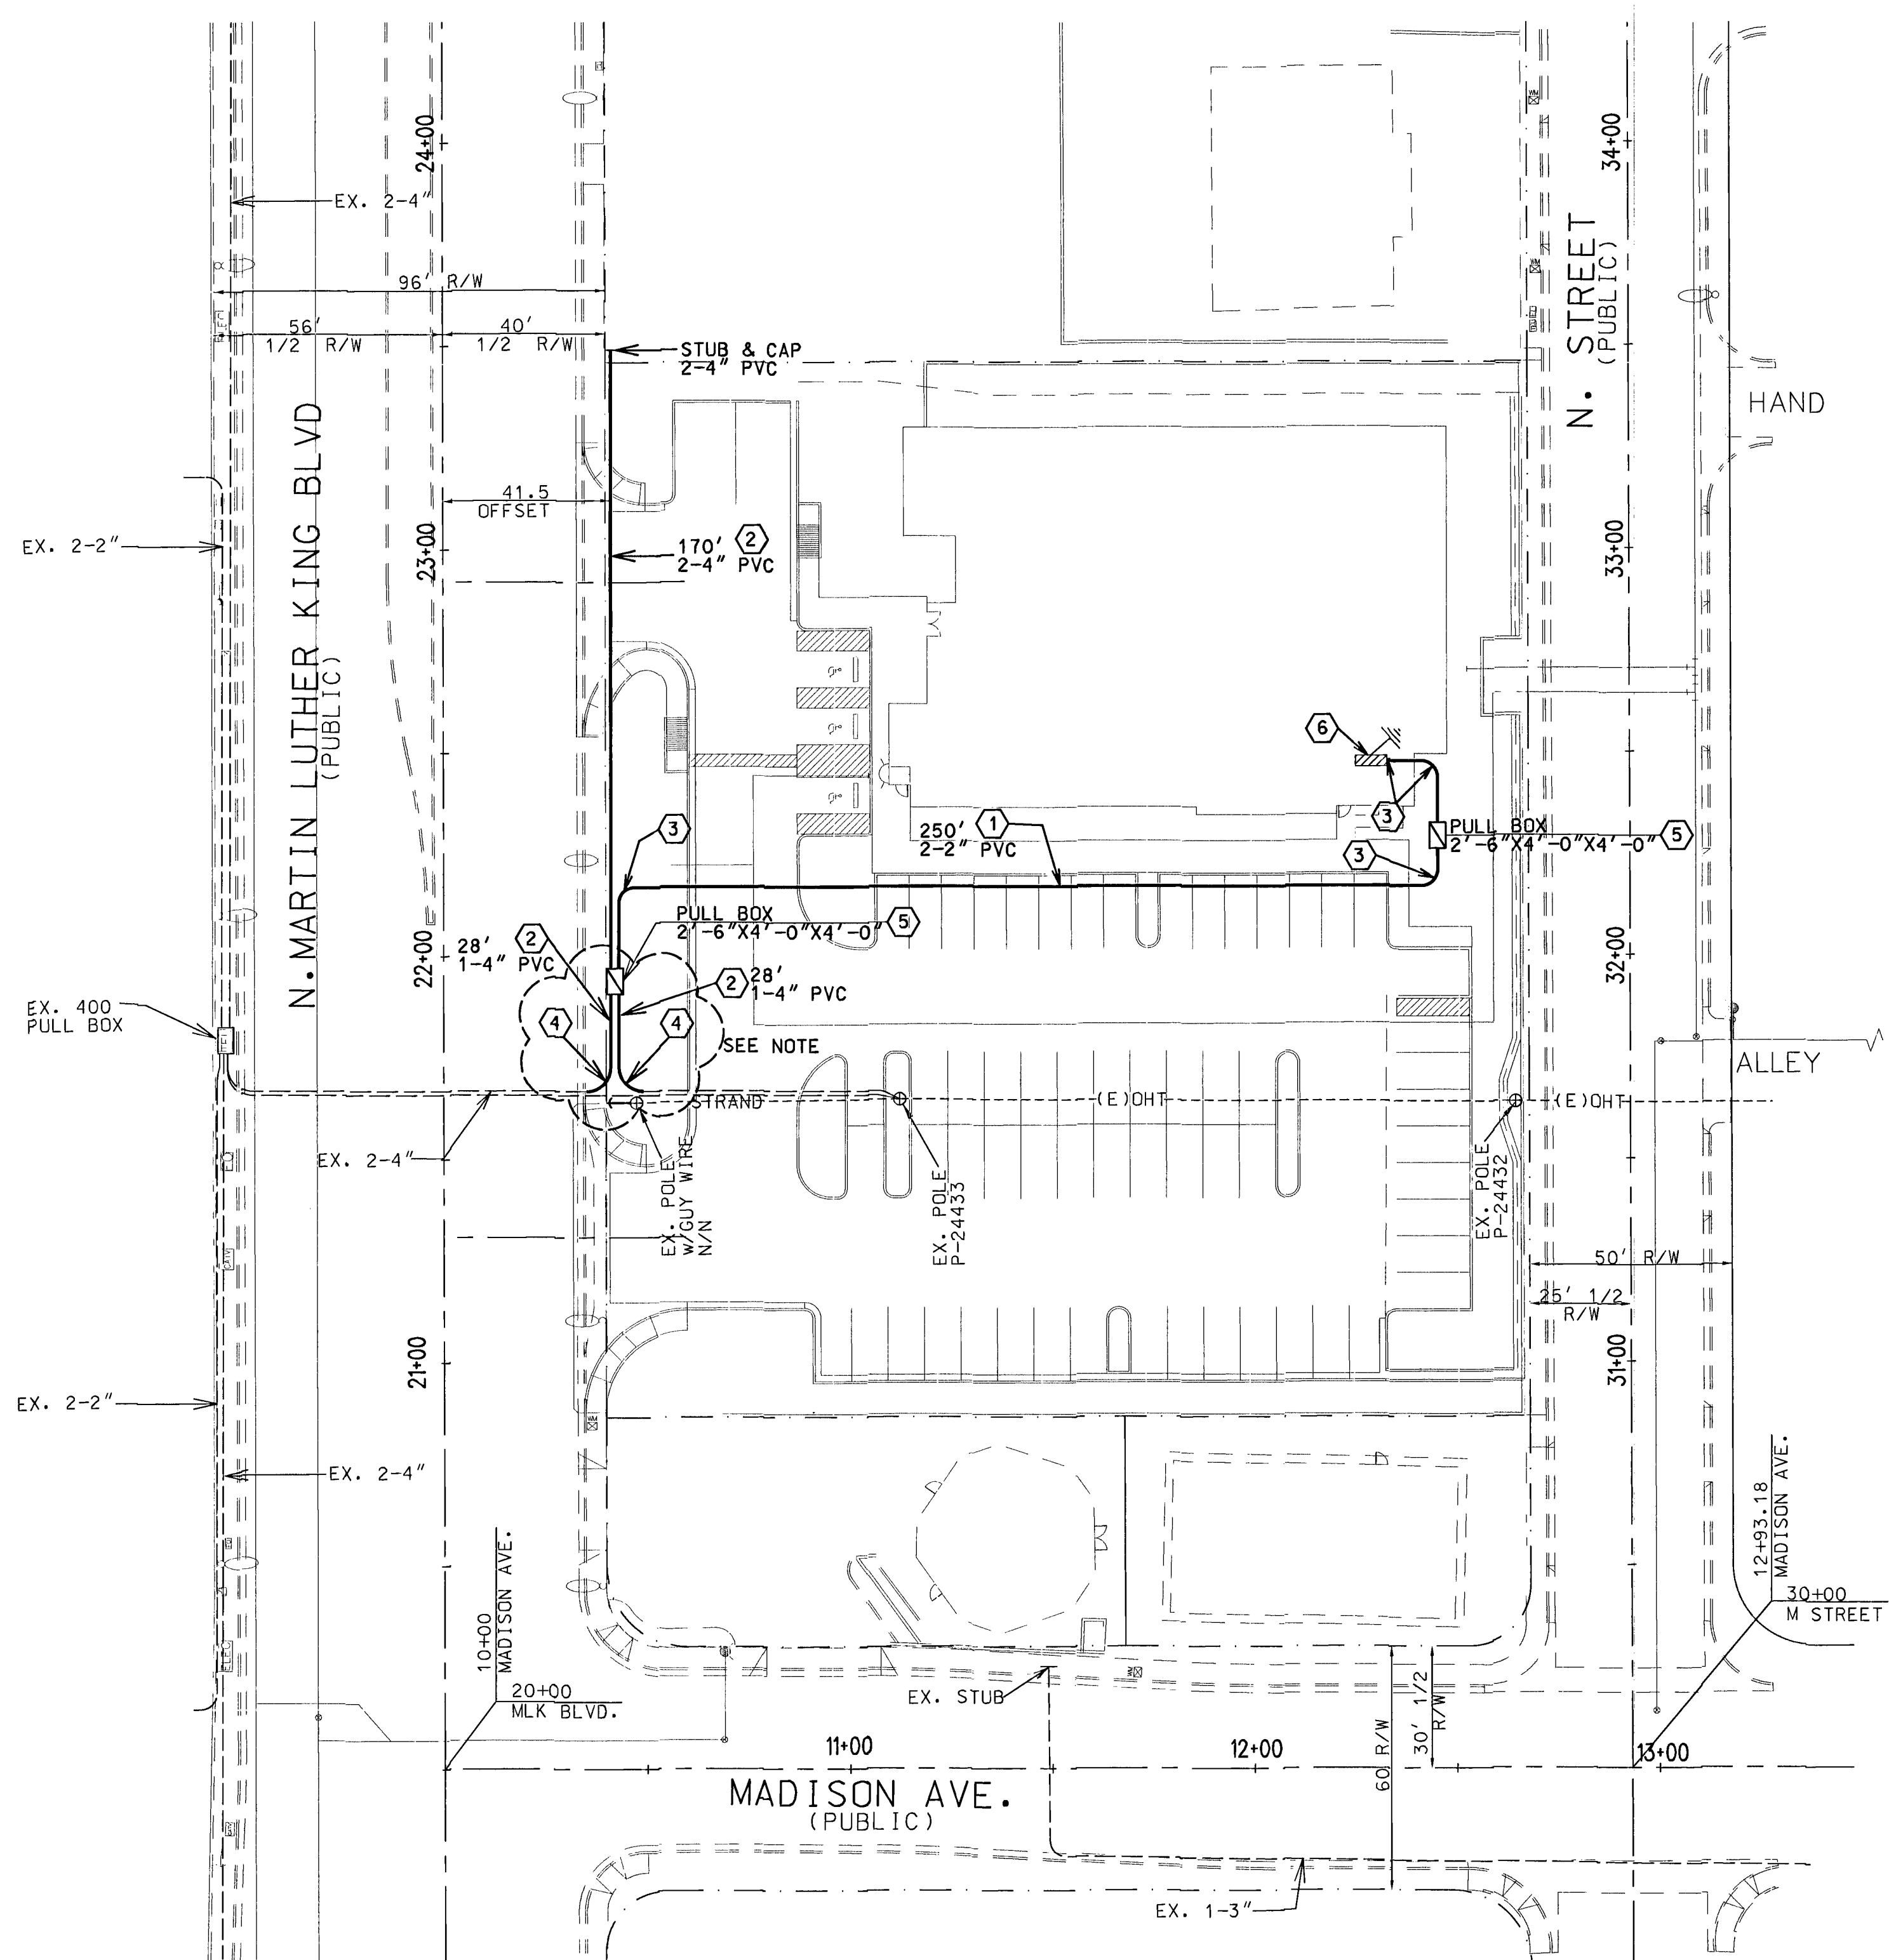 24+00
34+00
EX. 2-4"
N. STREET
(PUBLIC)
96' R/W
56'
1/2 R/W
40'
1/2 R/W
STUB & CAP
2-4" PVC
HAND
N.MARTIN LUTHER KING BLVD
(PUBLIC)
41.5
OFFSET
EX. 2-2"
23+00
170' 2
2-4" PVC
33+00
6
3
3
250' 1
2-2" PVC
PULL BOX
2'-6"X4'-0"X4'-0" 5
3
PULL BOX
2'-6"X4'-0"X4'-0" 5
22+00
28' 2
1-4" PVC
32+00
2 28'
1-4" PVC
EX. 400
PULL BOX
TEL
4
4
SEE NOTE
ALLEY
STRAND
(E)OHT
(E)OHT
EX. 2-4"
EX. POLE
W/GUY WIRE
N/N
EX. POLE
P-24433
EX. POLE
P-24432
50' R/W
25' 1/2
R/W
CATV
21+00
31+00
EX. 2-2"
WM
EX. 2-4"
10+00
MADISON AVE.
20+00
MLK BLVD.
12+93.18
MADISON AVE.
30+00
M STREET
ELEC
EX. STUB
WM
60 R/W
30' 1/2
R/W
11+00
12+00
13+00
MADISON AVE.
(PUBLIC)
EX. 1-3"